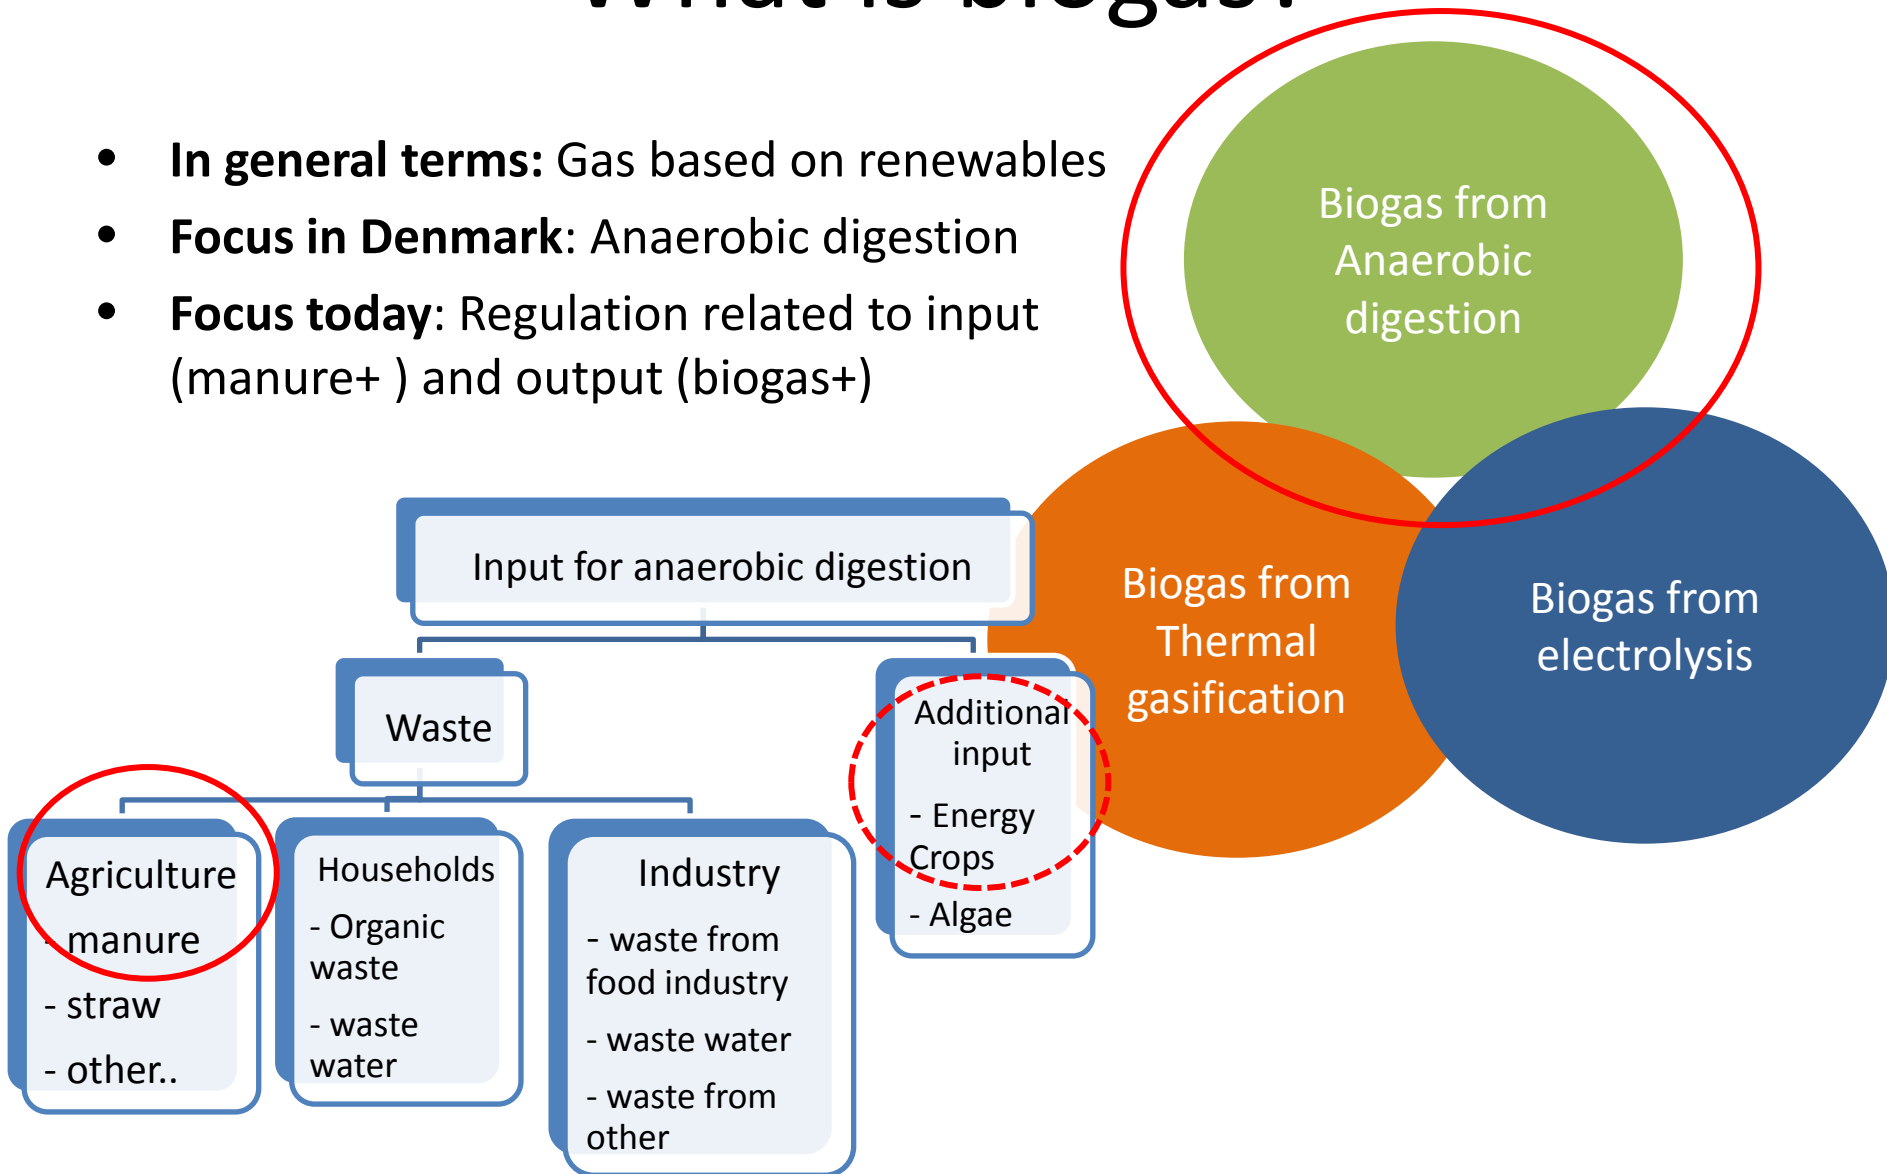 What is biogas?
• In general terms: Gas based on renewables
• Focus in Denmark: Anaerobic digestion
• Focus today: Regulation related to input
(manure+ ) and output (biogas+)
Biogas from
Anaerobic
digestion
Biogas from
Thermal
gasification
Biogas from
electrolysis
Input for anaerobic digestion
Waste
Additional
input
- Energy
Crops
- Algae
Agriculture
- manure
- straw
- other..
Households
- Organic
waste
- waste
water
Industry
- waste from
food industry
- waste water
- waste from
other